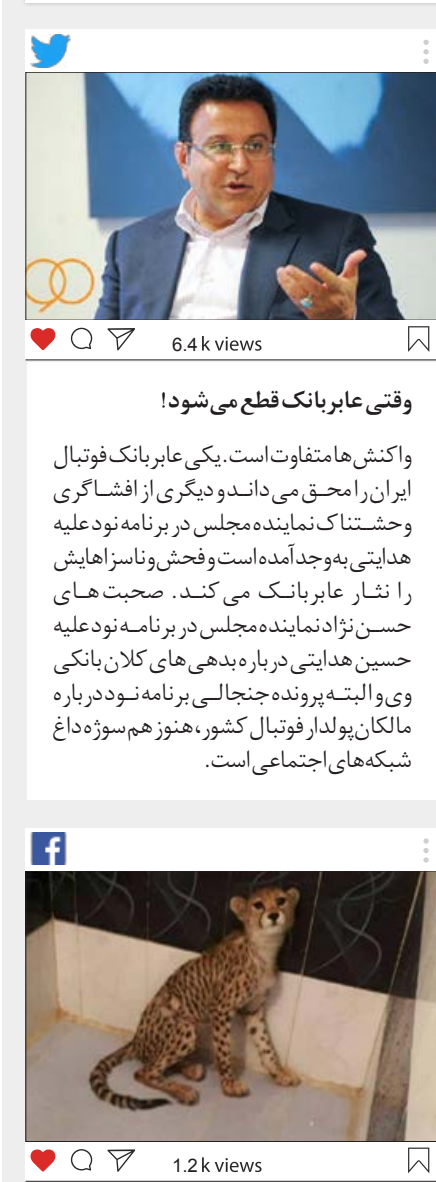 6.4 k views
وقتی عابربانک قطع می‌شود!
واکنش‌ها متفاوت است. یکی عابربانک فوتبال
ایران را محق می‌داند و دیگری از افشاگری
وحشتناک نماینده مجلس در برنامه نود علیه
هدایتی به‌وجد آمده است و فحش و ناسزاهایش
را نثار عابربانک می‌کند. صحبت‌های
حسن‌نژاد نماینده مجلس در برنامه نود علیه
حسین هدایتی درباره بدهی‌های کلان بانکی
وی و البته پرونده جنجالی برنامه نود درباره
مالکان پولدار فوتبال کشور، هنوز هم سوژه داغ
شبکه‌های اجتماعی است.
1.2 k views